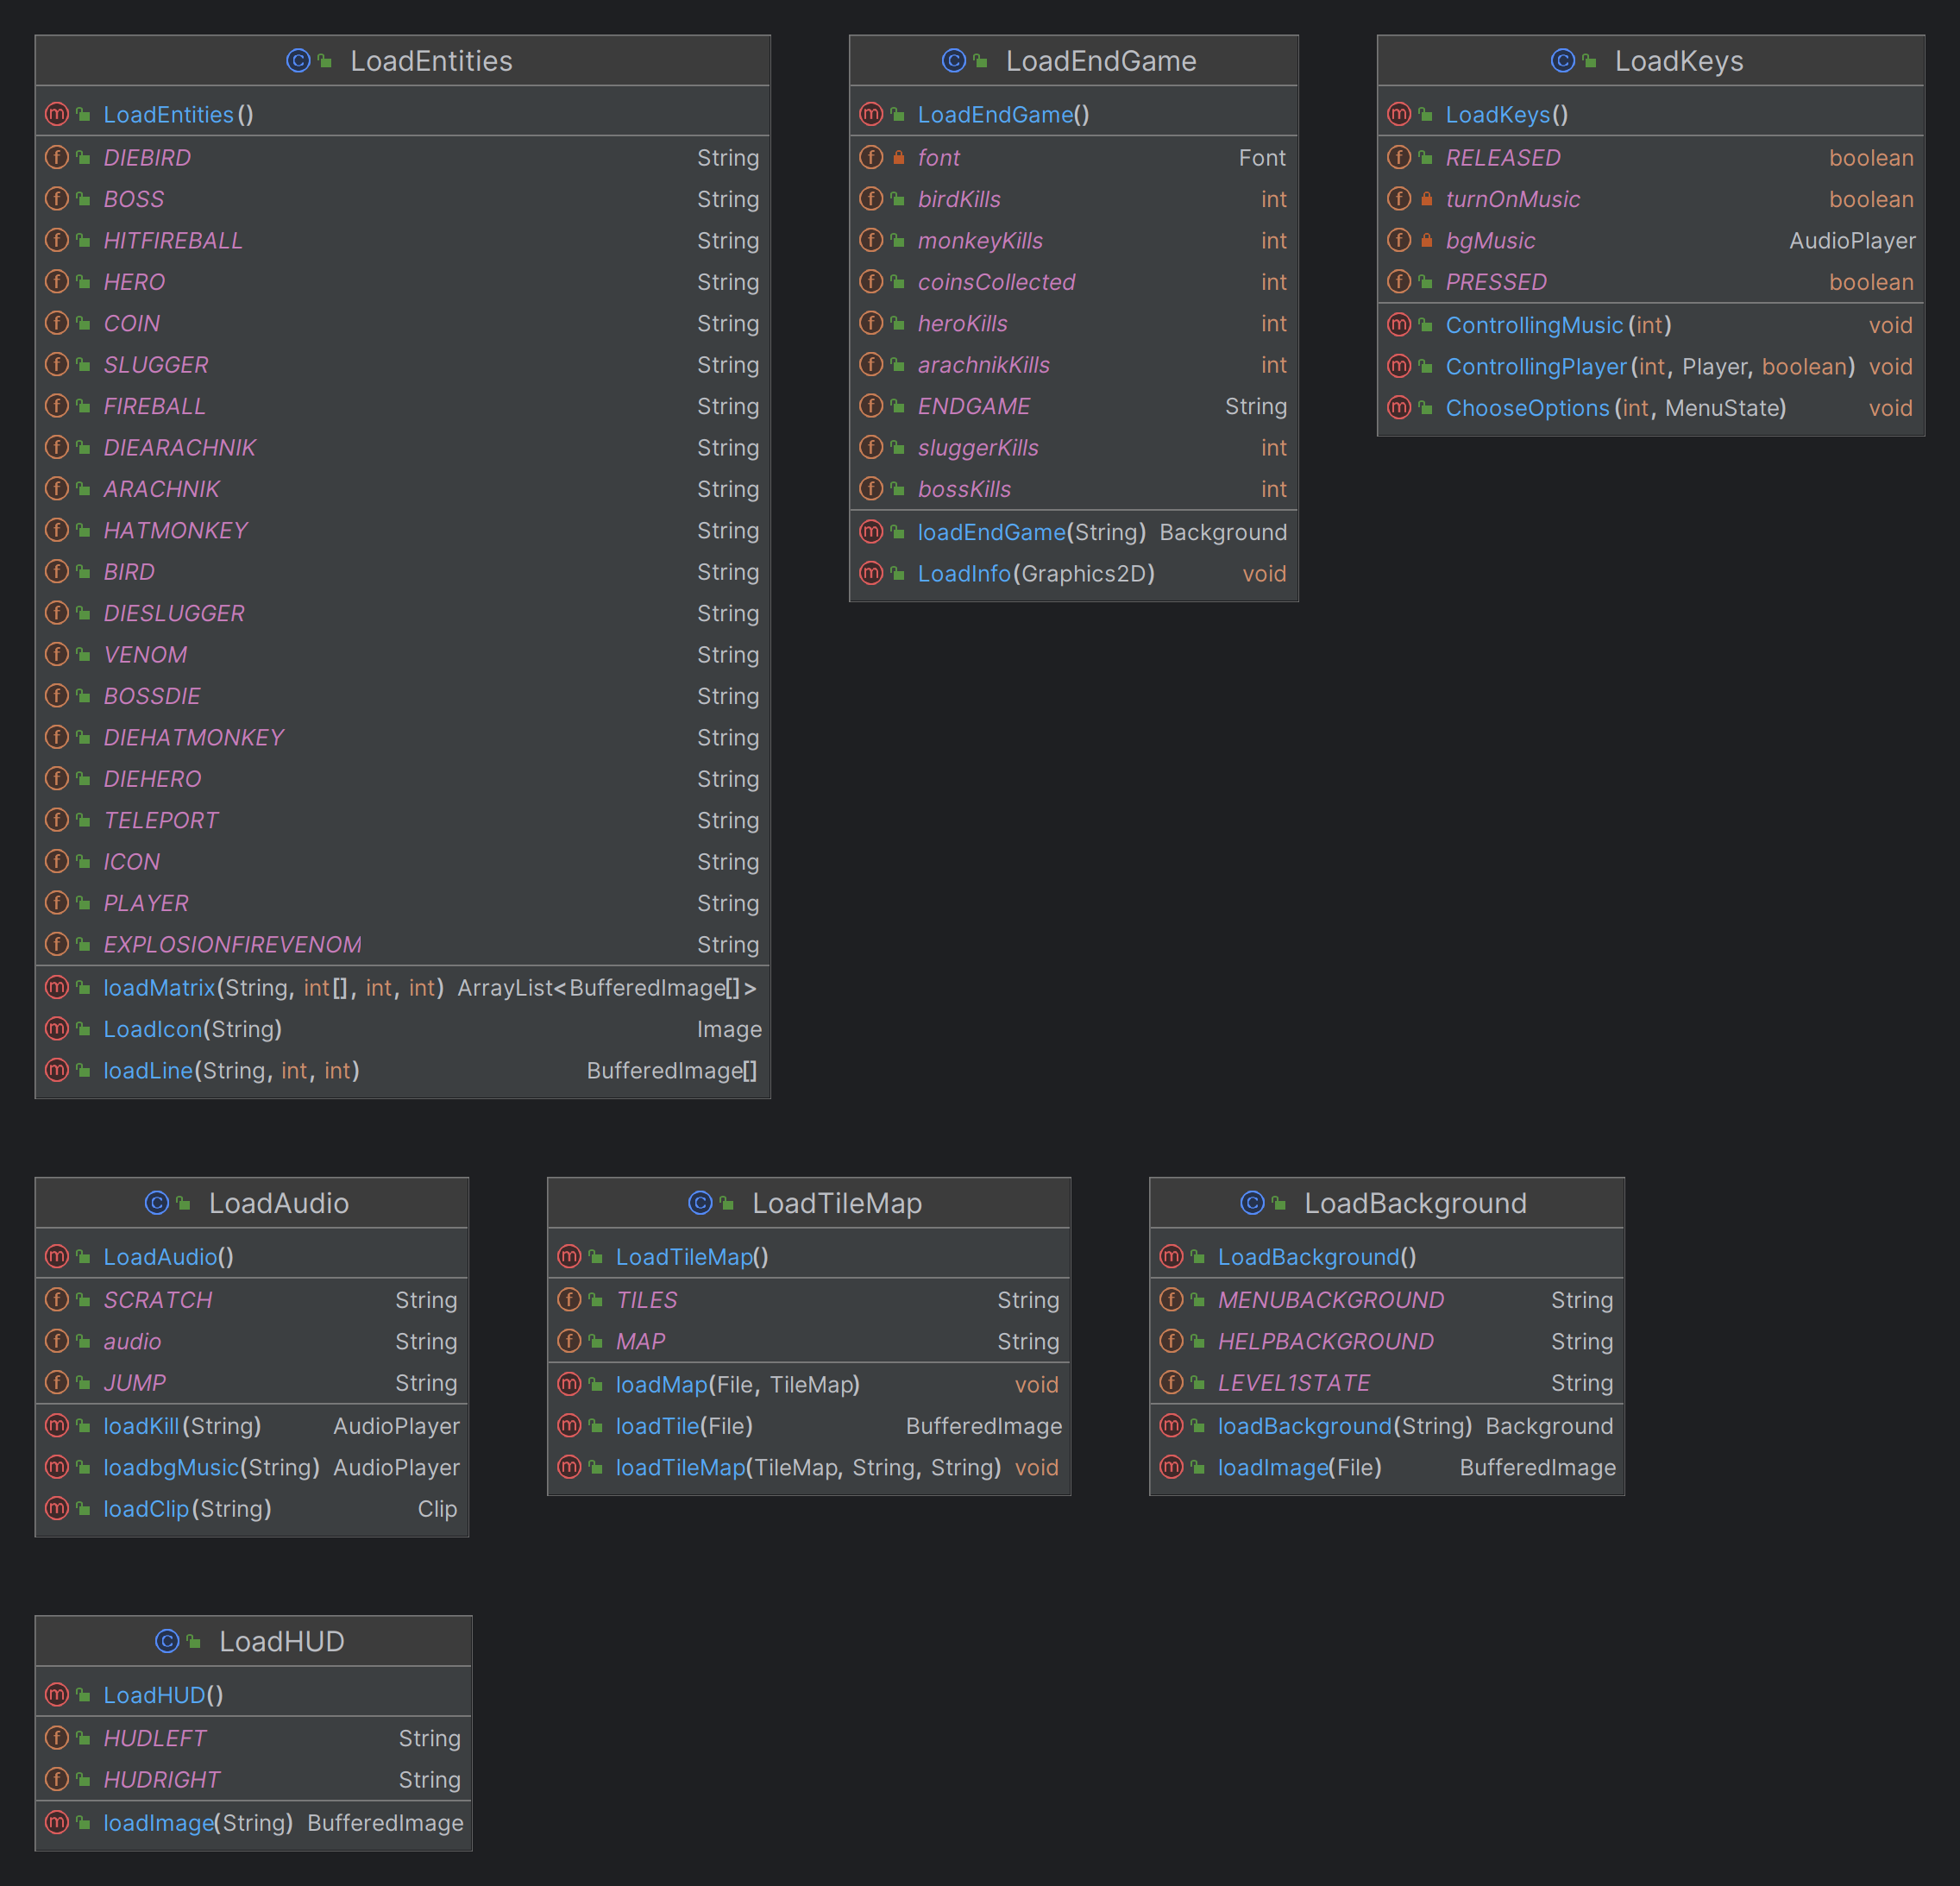 LoadEntities
LoadEntities()
DIEBIRD String
BOSS String
HITFIREBALL String
HERO String
COIN String
SLUGGER String
FIREBALL String
DIEARACHNIK String
ARACHNIK String
HATMONKEY String
BIRD String
DIESLUGGER String
VENOM String
BOSSDIE String
DIEHATMONKEY String
DIEHERO String
TELEPORT String
ICON String
PLAYER String
EXPLOSIONFIREVENOM String
loadMatrix(String, int[], int, int) ArrayList<BufferedImage[]>
LoadIcon(String) Image
loadLine(String, int, int) BufferedImage[]
LoadEndGame
LoadEndGame()
font Font
birdKills int
monkeyKills int
coinsCollected int
heroKills int
arachnikKills int
ENDGAME String
sluggerKills int
bossKills int
loadEndGame(String) Background
LoadInfo(Graphics2D) void
LoadKeys
LoadKeys()
RELEASED boolean
turnOnMusic boolean
bgMusic AudioPlayer
PRESSED boolean
ControllingMusic(int) void
ControllingPlayer(int, Player, boolean) void
ChooseOptions(int, MenuState) void
LoadAudio
LoadAudio()
SCRATCH String
audio String
JUMP String
loadKill(String) AudioPlayer
loadbgMusic(String) AudioPlayer
loadClip(String) Clip
LoadTileMap
LoadTileMap()
TILES String
MAP String
loadMap(File, TileMap) void
loadTile(File) BufferedImage
loadTileMap(TileMap, String, String) void
LoadBackground
LoadBackground()
MENUBACKGROUND String
HELPBACKGROUND String
LEVEL1STATE String
loadBackground(String) Background
loadImage(File) BufferedImage
LoadHUD
LoadHUD()
HUDLEFT String
HUDRIGHT String
loadImage(String) BufferedImage